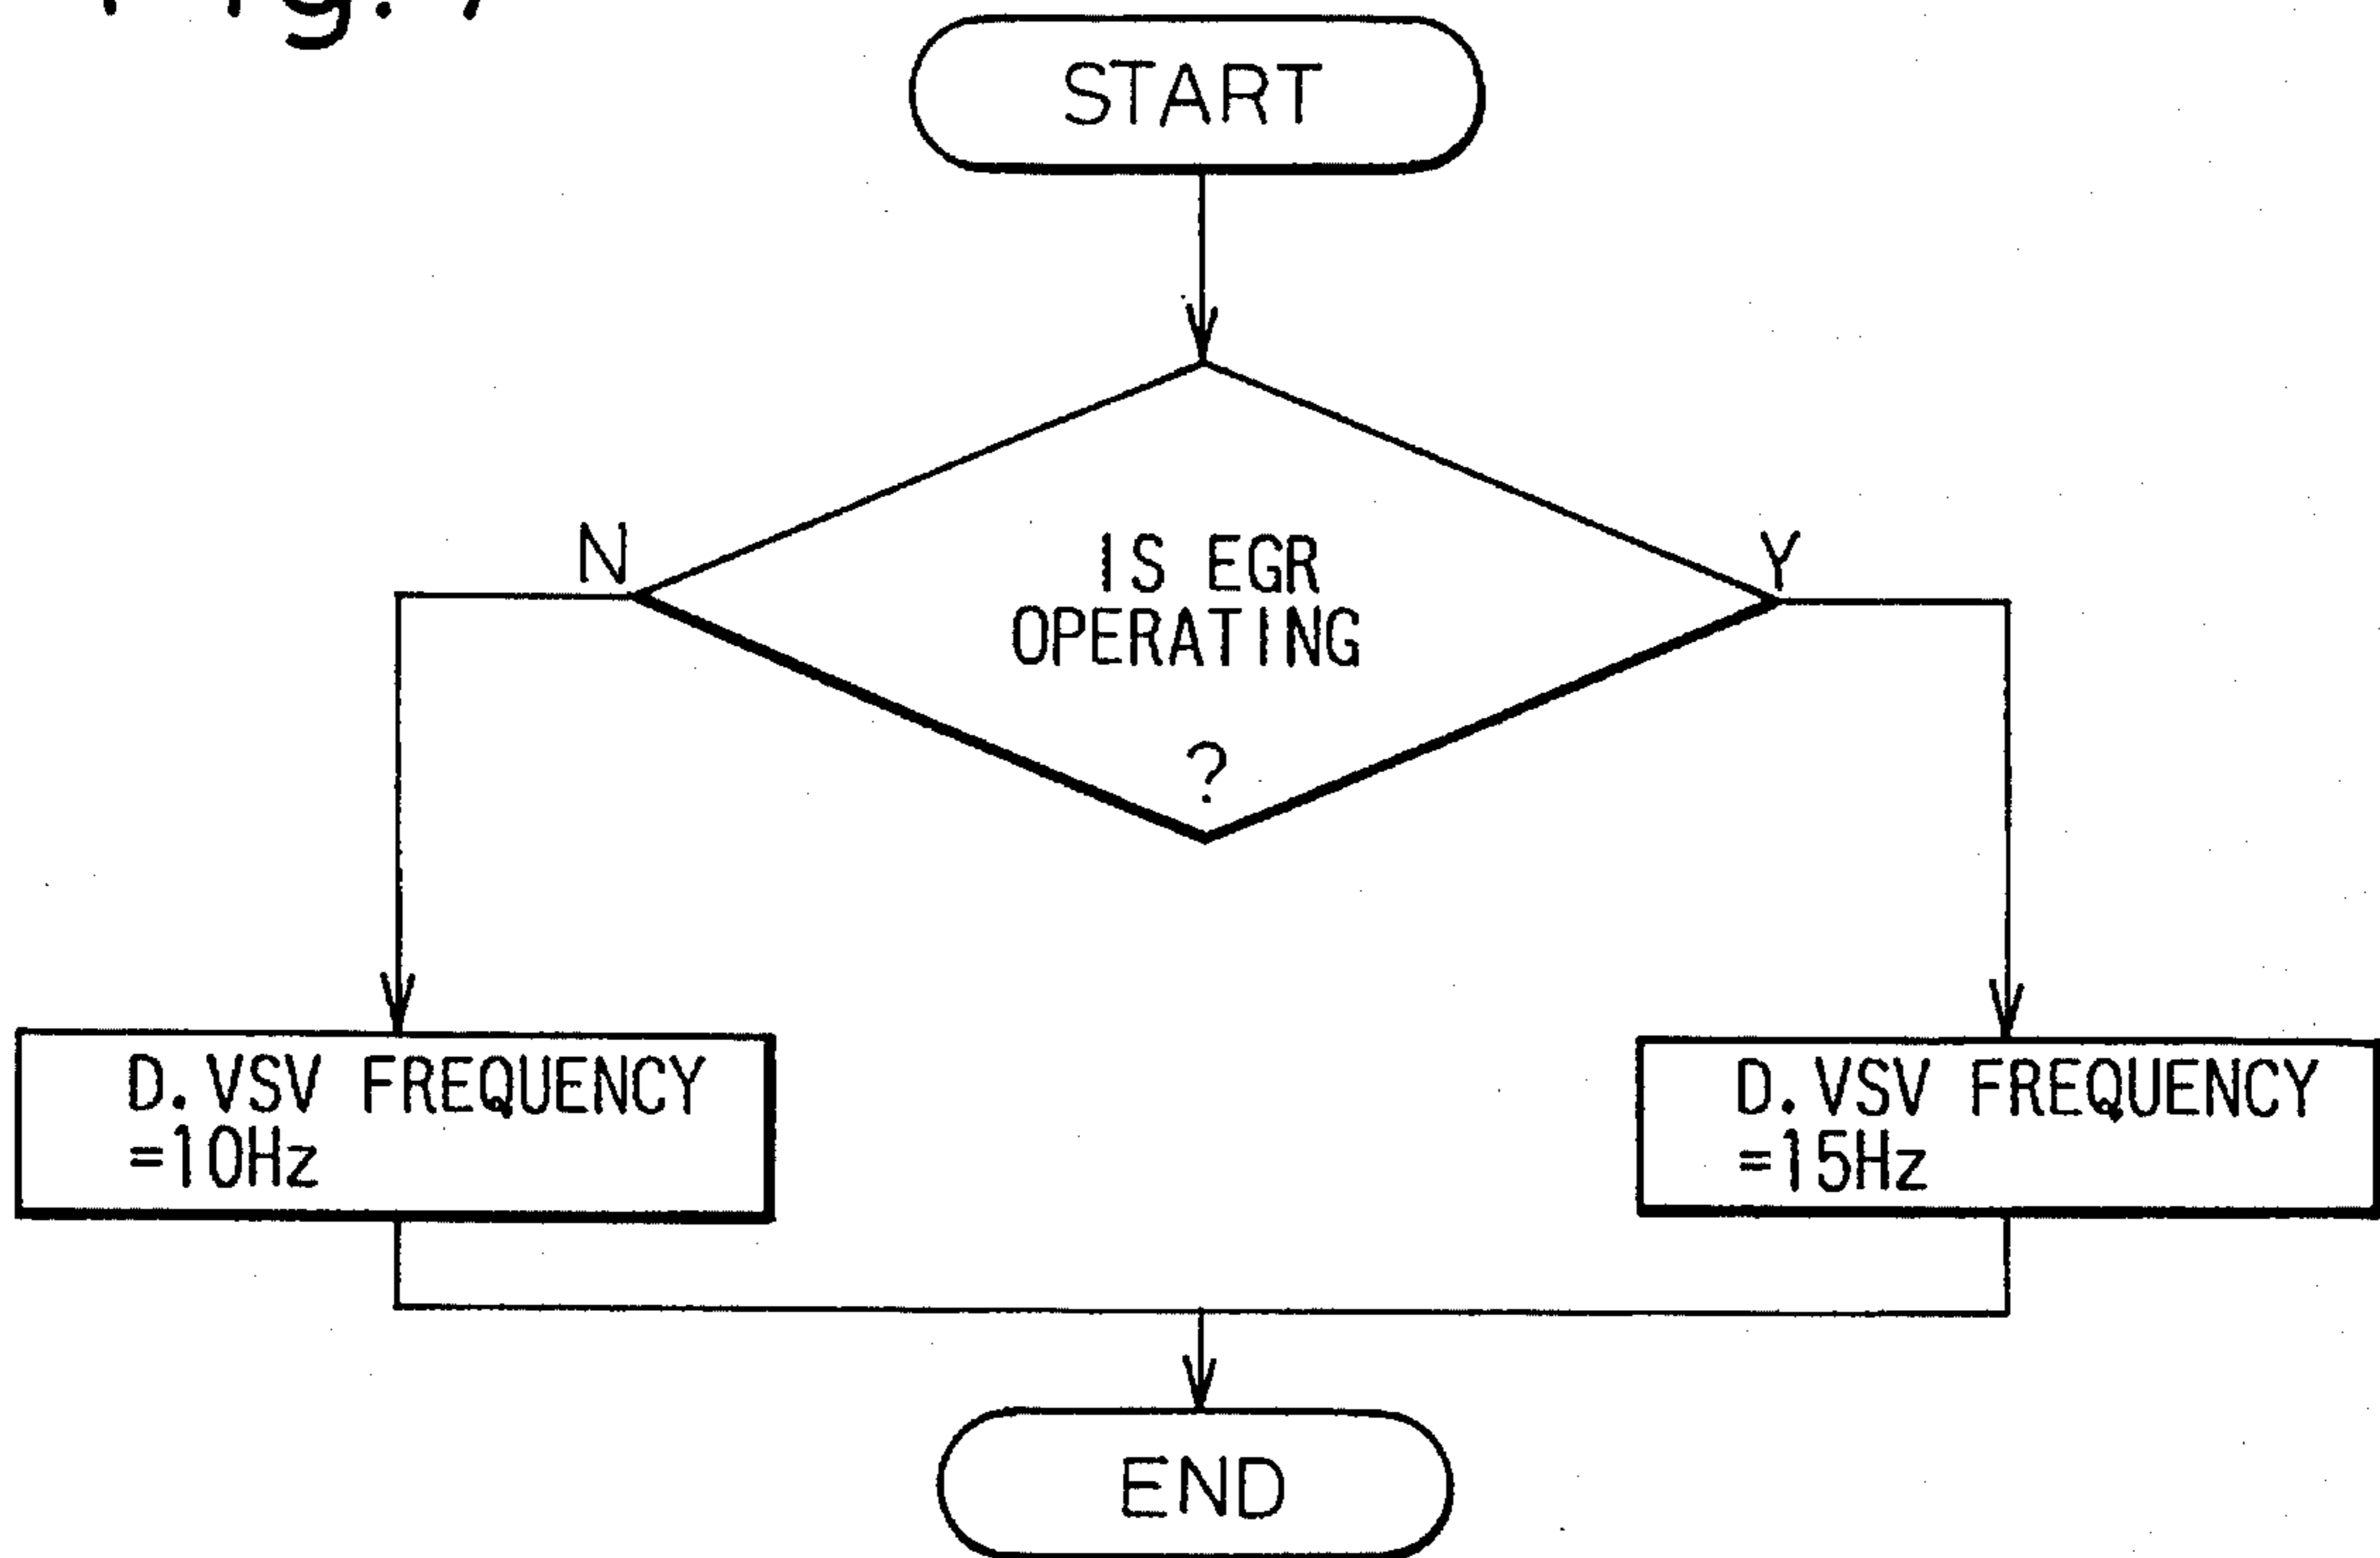 START
IS EGR
OPERATING
?
N
Y
D.VSV FREQUENCY
=10Hz
D.VSV FREQUENCY
=15Hz
END